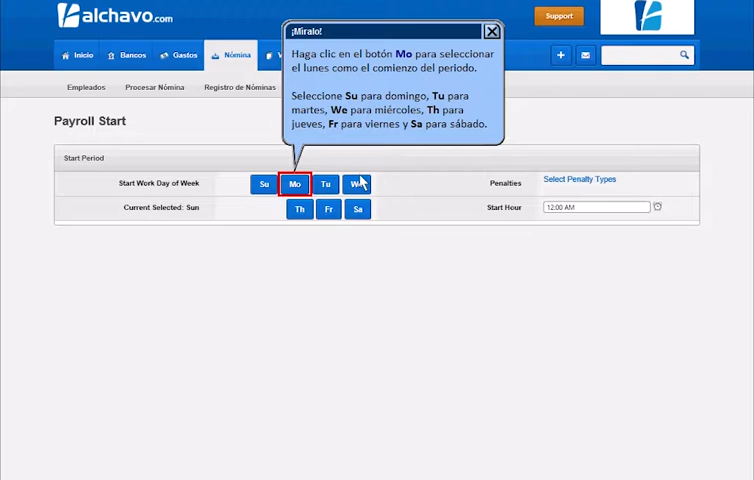 alchavo.com
Support
Inicio
Bancos
Gastos
Nómina
Empleados
Procesar Nómina
Registro de Nóminas
¡Míralo!
Haga clic en el botón Mo para seleccionar
el lunes como el comienzo del periodo.
Seleccione Su para domingo, Tu para
martes, We para miércoles, Th para
jueves, Fr para viernes y Sa para sábado.
Payroll Start
Start Period
Start Work Day of Week
Su
Mo
Tu
We
Penalties
Select Penalty Types
Current Selected: Sun
Th
Fr
Sa
Start Hour
12:00 AM